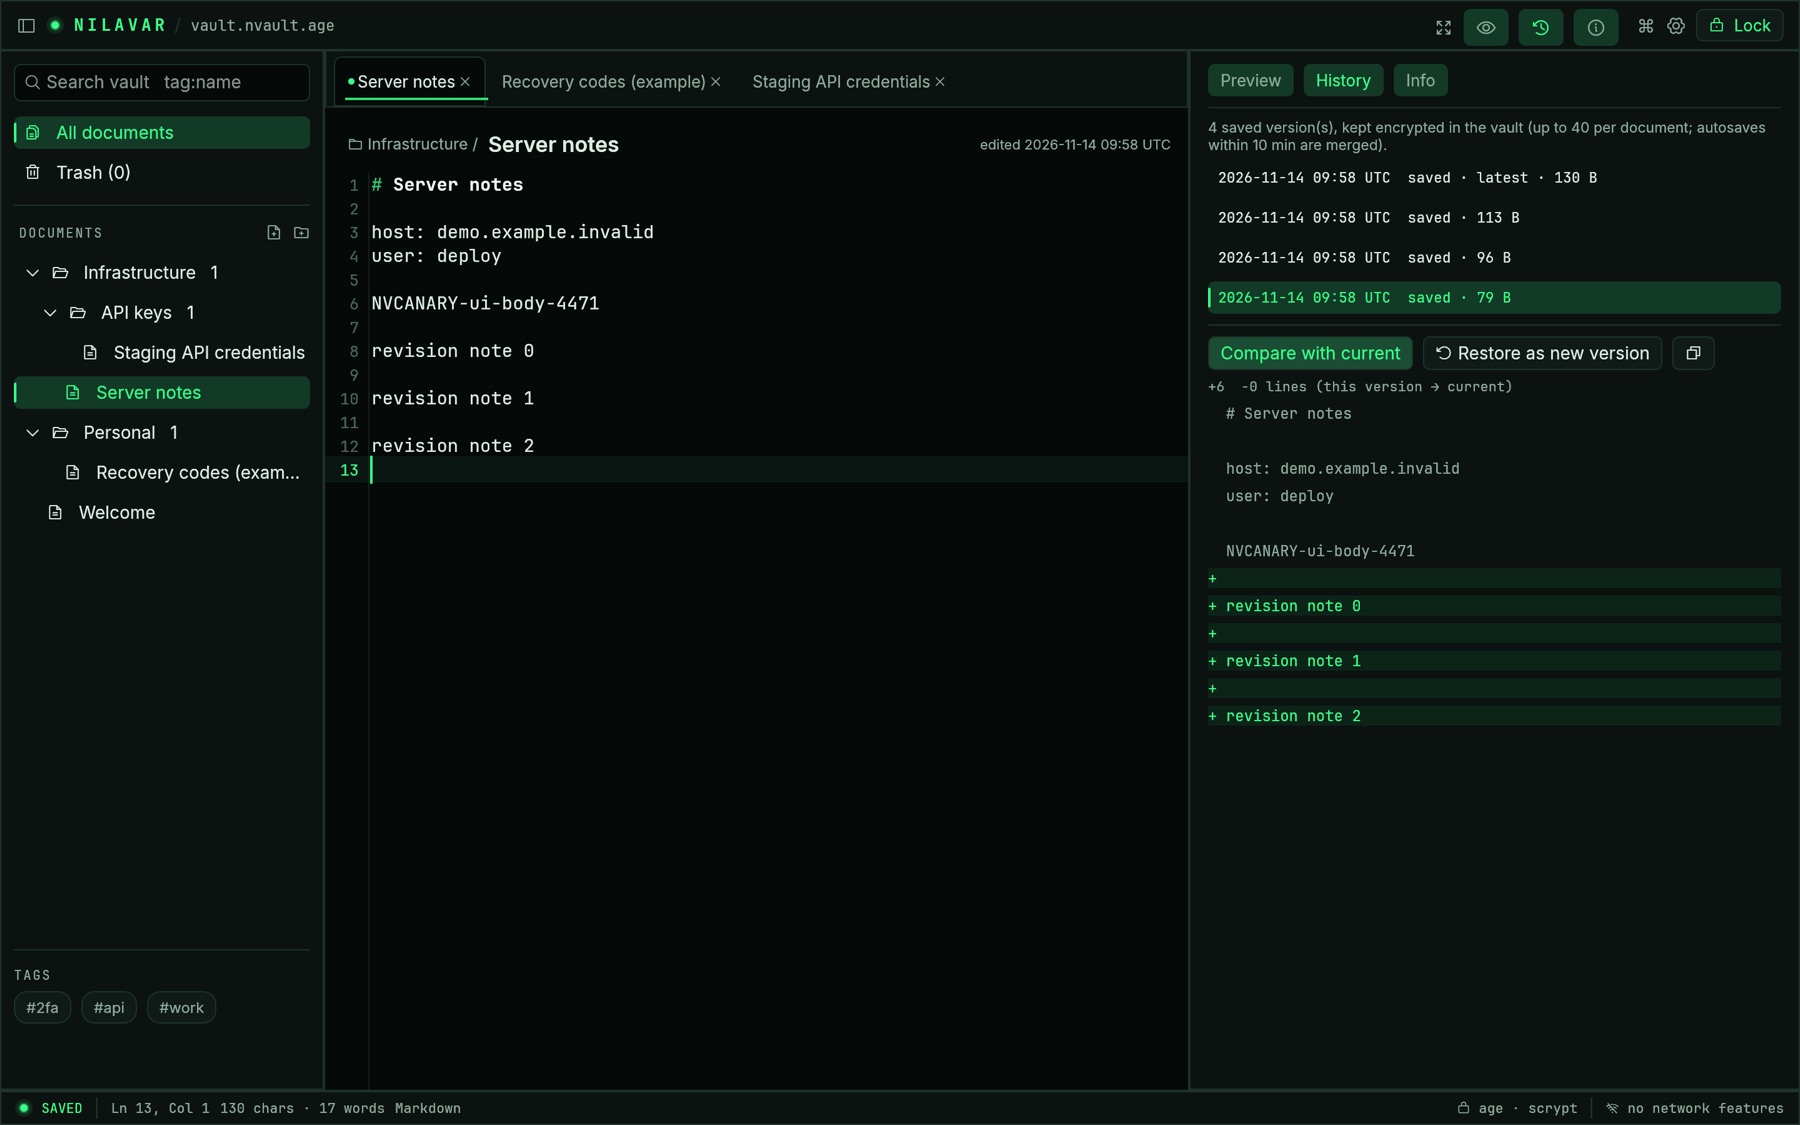 NILAVAR / vault.nvault.age
Lock
Search vault tag:name
All documents
Trash (0)
DOCUMENTS
Infrastructure 1
API keys 1
Staging API credentials
Server notes
Personal 1
Recovery codes (exam...
Welcome
TAGS
#2fa #api #work
Server notes × Recovery codes (example) × Staging API credentials ×
Infrastructure / Server notes edited 2026-11-14 09:58 UTC
1 # Server notes
2
3 host: demo.example.invalid
4 user: deploy
5
6 NVCANARY-ui-body-4471
7
8 revision note 0
9
10 revision note 1
11
12 revision note 2
13
Preview History Info
4 saved version(s), kept encrypted in the vault (up to 40 per document; autosaves
within 10 min are merged).
2026-11-14 09:58 UTC saved · latest · 130 B
2026-11-14 09:58 UTC saved · 113 B
2026-11-14 09:58 UTC saved · 96 B
2026-11-14 09:58 UTC saved · 79 B
Compare with current Restore as new version
+6 -0 lines (this version → current)
# Server notes
host: demo.example.invalid
user: deploy
NVCANARY-ui-body-4471
+
+ revision note 0
+
+ revision note 1
+
+ revision note 2
SAVED Ln 13, Col 1 130 chars · 17 words Markdown
age · scrypt no network features